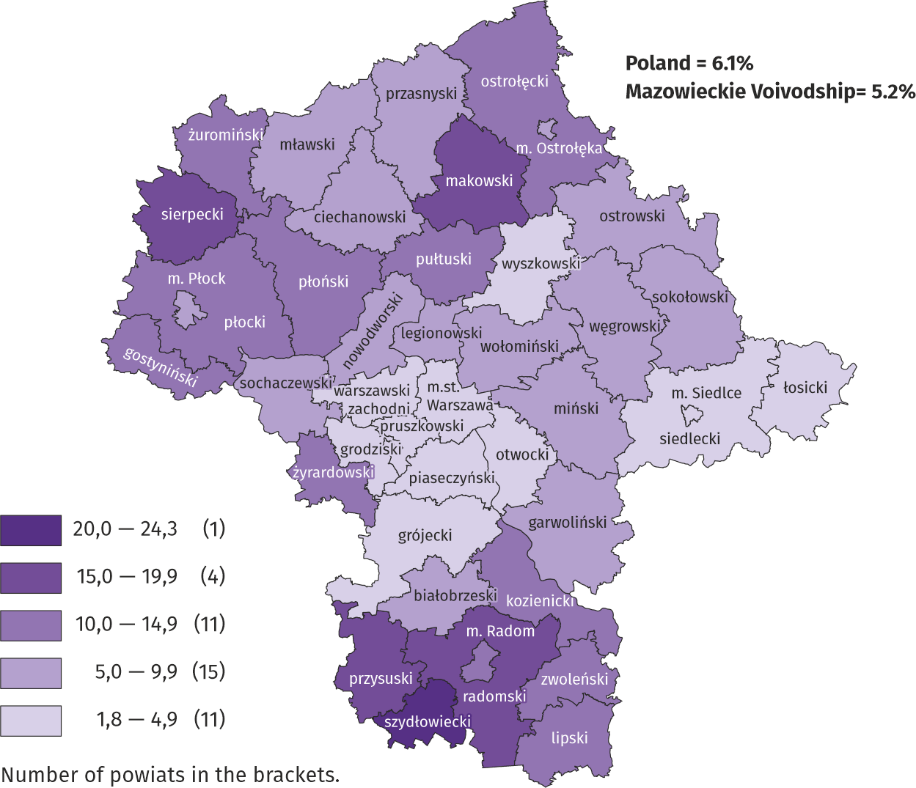 Poland = 6.1%
Mazowieckie Voivodship= 5.2%
ostrołęcki
przasnyski
żuromiński
mławski
m. Ostrołęka
makowski
sierpecki
ciechanowski
ostrowski
pułtuski
wyszkowski
m. Płock
płoński
sokołowski
nowodworski
płocki
legionowski
węgrowski
wołomiński
gostyniński
sochaczewski
warszawski
zachodni
m.st.
Warszawa
m. Siedlce
łosicki
miński
pruszkowski
siedlecki
grodziski
otwocki
żyrardowski
piaseczyński
garwoliński
grójecki
białobrzeski
kozienicki
m. Radom
przysuski
zwoleński
radomski
szydłowiecki
lipski
20,0 — 24,3 (1)
15,0 — 19,9 (4)
10,0 — 14,9 (11)
5,0 — 9,9 (15)
1,8 — 4,9 (11)
Number of powiats in the brackets.